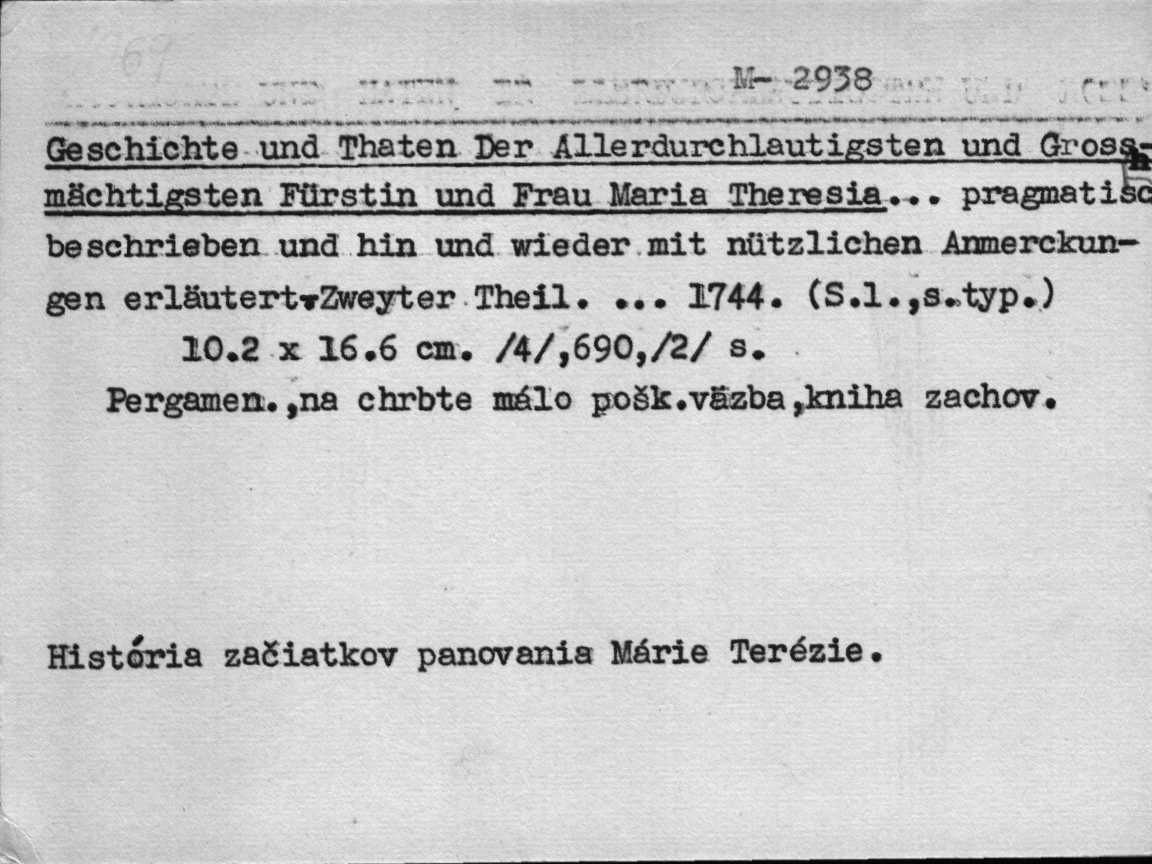 M- 2938
Geschichte und Thaten Der Allerdurchlautigsten und Gross-
mächtigsten Fürstin und Frau Maria Theresia... pragmatisch
beschrieben und hin und wieder mit nützlichen Anmerckun-
gen erläutert.Zweyter Theil. ... 1744. (S.l.,s.typ.)
10.2 x 16.6 cm. /4/,690,/2/ s.
Pergamen.,na chrbte málo pošk.väzba,kniha zachov.
História začiatkov panovania Márie Terézie.